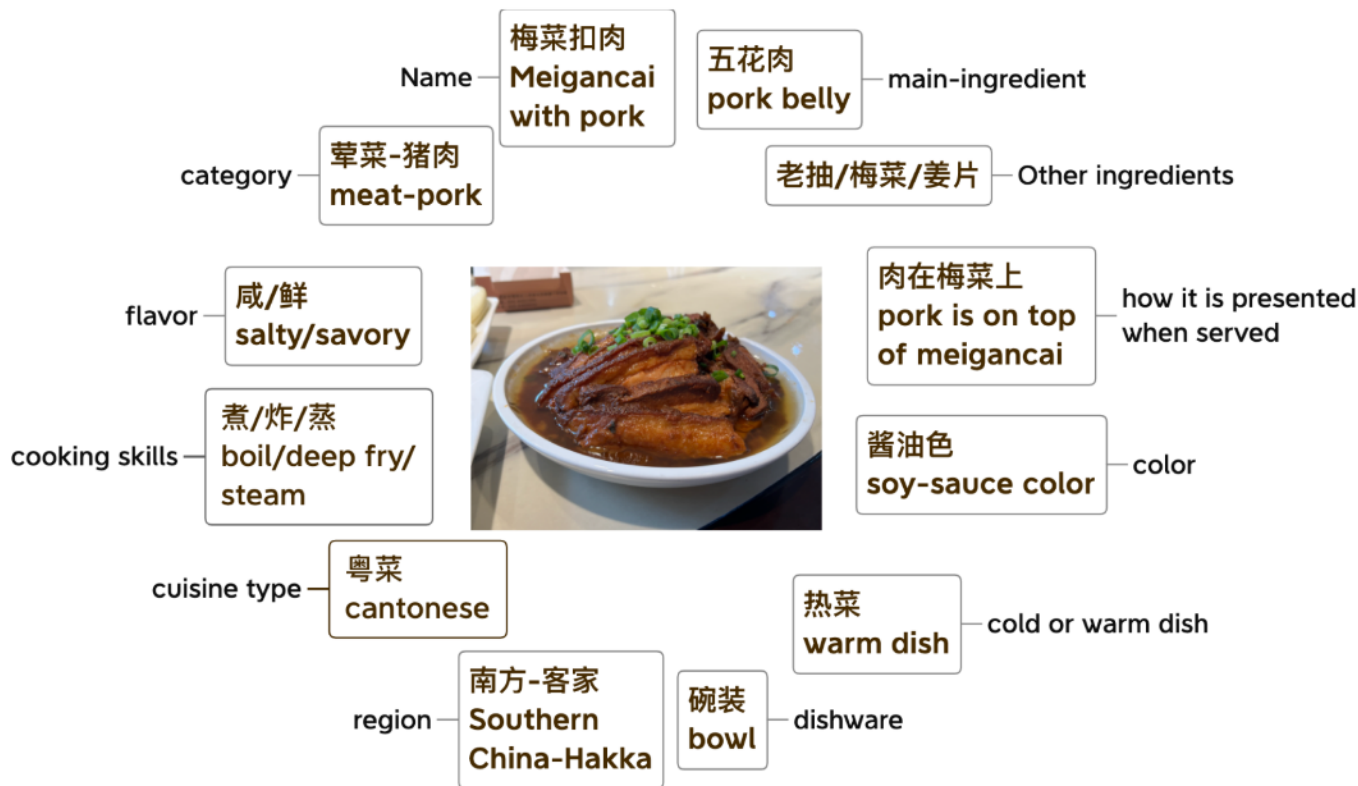 Name
梅菜扣肉
Meigancai
with pork
五花肉
pork belly
main-ingredient
category
荤菜-猪肉
meat-pork
老抽/梅菜/姜片
Other ingredients
flavor
咸/鲜
salty/savory
肉在梅菜上
pork is on top
of meigancai
how it is presented
when served
cooking skills
煮/炸/蒸
boil/deep fry/
steam
酱油色
soy-sauce color
color
cuisine type
粤菜
cantonese
热菜
warm dish
cold or warm dish
region
南方-客家
Southern
China-Hakka
碗装
bowl
dishware